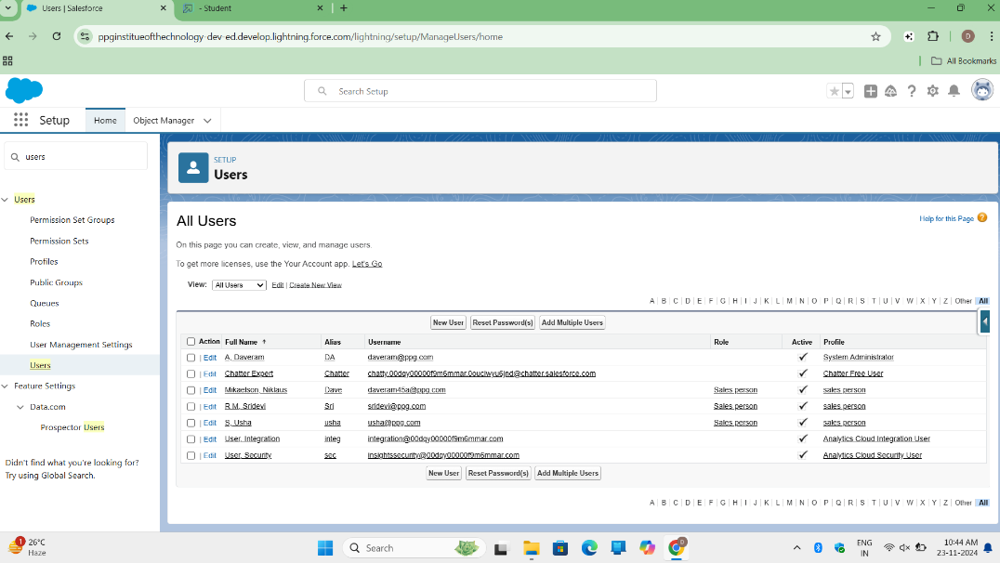 Users | Salesforce
- Student
ppginstitueofthechnology-dev-ed.develop.lightning.force.com/lightning/setup/ManageUsers/home
D
All Bookmarks
Search Setup
Setup
Home
Object Manager
users
SETUP
Users
Users
Permission Set Groups
Permission Sets
Profiles
Public Groups
Queues
Roles
User Management Settings
Users
Feature Settings
Data.com
Prospector Users
Didn't find what you're looking for?
Try using Global Search.
All Users
Help for this Page ?
On this page you can create, view, and manage users.
To get more licenses, use the Your Account app. Let's Go
View: All Users Edit | Create New View
A | B | C | D | E | F | G | H | I | J | K | L | M | N | O | P | Q | R | S | T | U | V | W | X | Y | Z | Other All
New User Reset Password(s) Add Multiple Users
Action Full Name ↑ Alias Username Role Active Profile
| Edit A, Daveram DA daveram@ppg.com ✓ System Administrator
| Edit Chatter Expert Chatter chatty.00dqy00000f9m6mmar.0ouciwyu6jnd@chatter.salesforce.com ✓ Chatter Free User
| Edit Mikaelson, Niklaus Dave daveram45a@ppg.com Sales person ✓ sales person
| Edit R M, Sridevi Sri sridevi@ppg.com Sales person ✓ sales person
| Edit S, Usha usha usha@ppg.com Sales person ✓ sales person
| Edit User, Integration integ integration@00dqy00000f9m6mmar.com ✓ Analytics Cloud Integration User
| Edit User, Security sec insightssecurity@00dqy00000f9m6mmar.com ✓ Analytics Cloud Security User
New User Reset Password(s) Add Multiple Users
A | B | C | D | E | F | G | H | I | J | K | L | M | N | O | P | Q | R | S | T | U | V | W | X | Y | Z | Other All
1
26°C
Haze
Search
D
ENG
IN
10:44 AM
23-11-2024